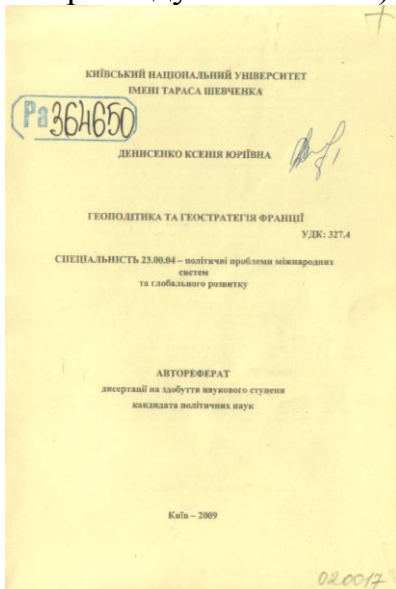 КИЇВСЬКИЙ НАЦІОНАЛЬНИЙ УНІВЕРСИТЕТ
ІМЕНІ ТАРАСА ШЕВЧЕНКА
Ра 364650
ДЕНИСЕНКО КСЕНІЯ ЮРІЇВНА
ГЕОПОЛІТИКА ТА ГЕОСТРАТЕГІЯ ФРАНЦІЇ
УДК: 327.4
СПЕЦІАЛЬНІСТЬ 23.00.04 – політичні проблеми міжнародних
систем
та глобального розвитку
АВТОРЕФЕРАТ
дисертації на здобуття наукового ступеня
кандидата політичних наук
Київ – 2009
020017